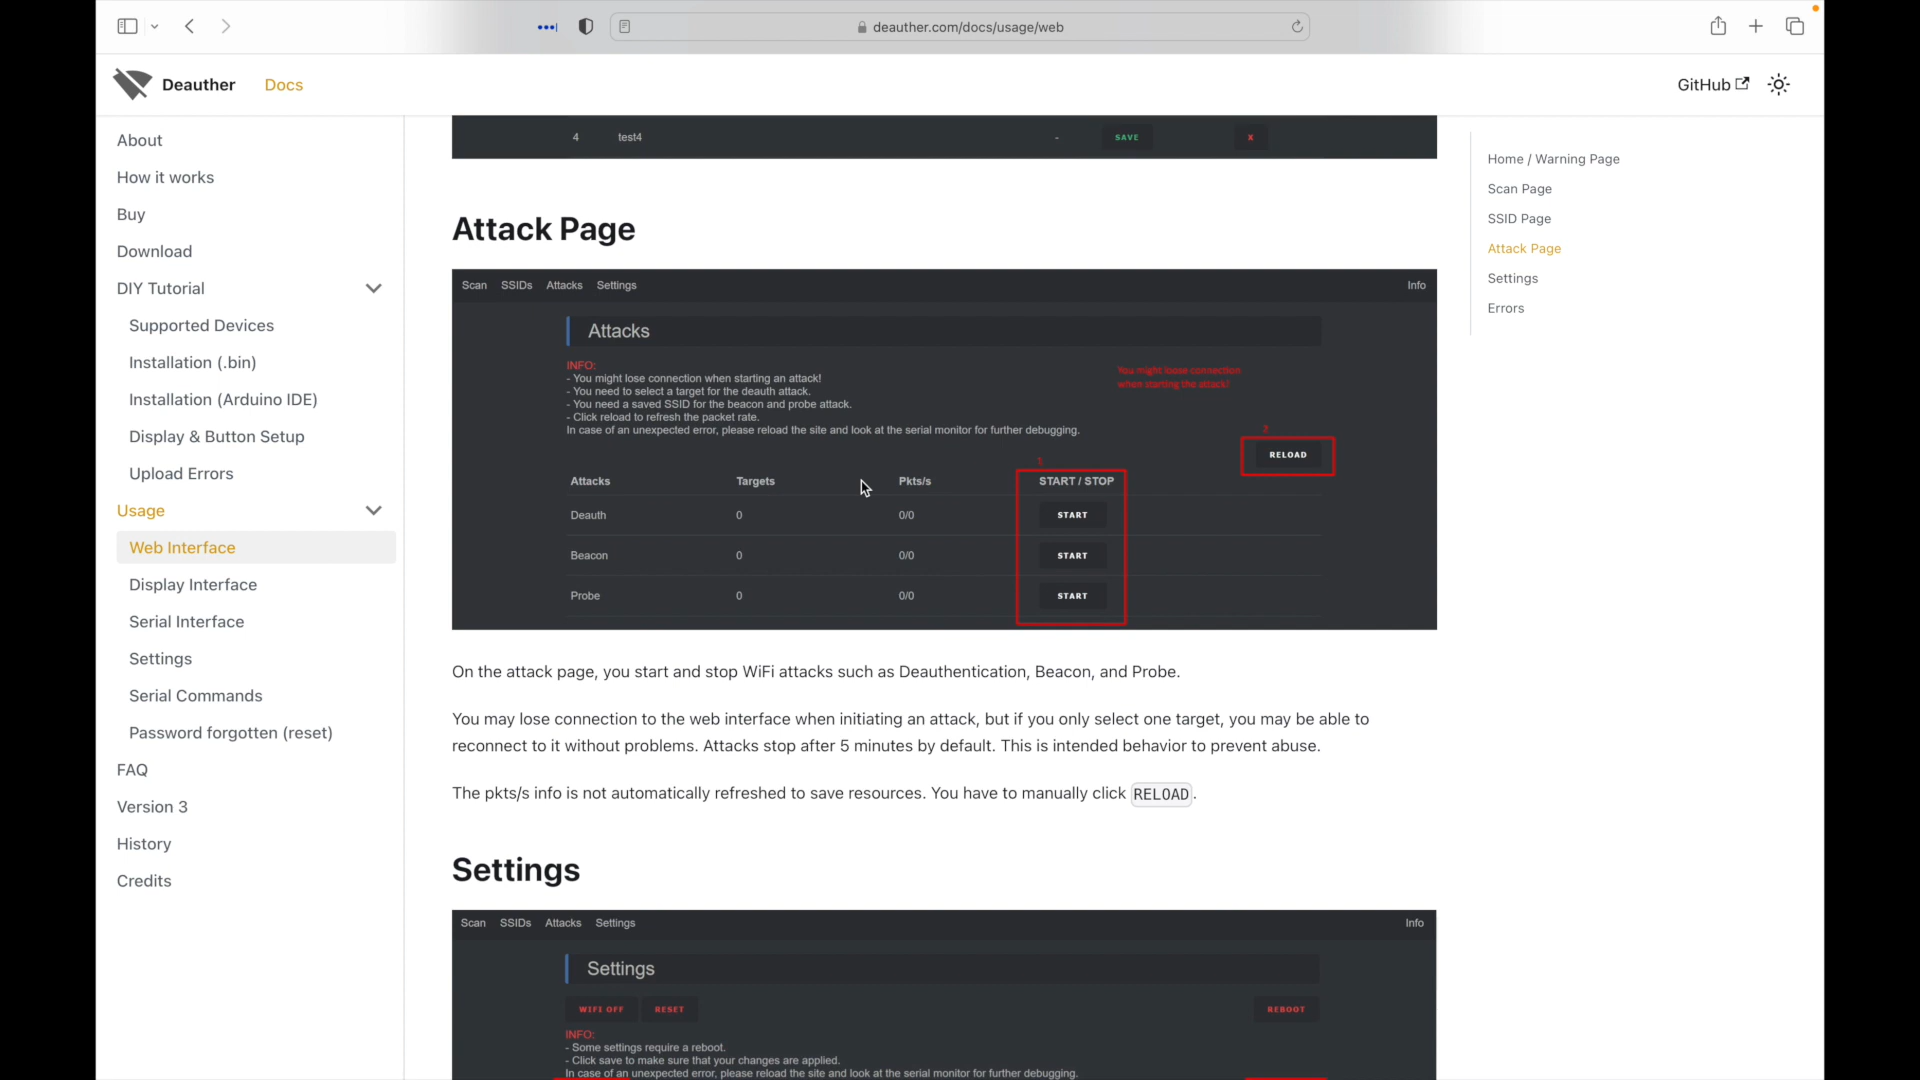 deauther.com/docs/usage/web
Deauther
Docs
GitHub
About
How it works
Buy
Download
DIY Tutorial
Supported Devices
Installation (.bin)
Installation (Arduino IDE)
Display & Button Setup
Upload Errors
Usage
Web Interface
Display Interface
Serial Interface
Settings
Serial Commands
Password forgotten (reset)
FAQ
Version 3
History
Credits
4 test4 - SAVE X
Attack Page
Scan SSIDs Attacks Settings Info
Attacks
INFO:
- You might lose connection when starting an attack!
- You need to select a target for the deauth attack.
- You need a saved SSID for the beacon and probe attack.
- Click reload to refresh the packet rate.
In case of an unexpected error, please reload the site and look at the serial monitor for further debugging.
You might loose connection
when starting the attack!
2
RELOAD
1
Attacks Targets Pkts/s START / STOP
Deauth 0 0/0 START
Beacon 0 0/0 START
Probe 0 0/0 START
On the attack page, you start and stop WiFi attacks such as Deauthentication, Beacon, and Probe.
You may lose connection to the web interface when initiating an attack, but if you only select one target, you may be able to
reconnect to it without problems. Attacks stop after 5 minutes by default. This is intended behavior to prevent abuse.
The pkts/s info is not automatically refreshed to save resources. You have to manually click RELOAD.
Settings
Scan SSIDs Attacks Settings Info
Settings
WIFI OFF RESET REBOOT
INFO:
- Some settings require a reboot.
- Click save to make sure that your changes are applied.
In case of an unexpected error, please reload the site and look at the serial monitor for further debugging.
Home / Warning Page
Scan Page
SSID Page
Attack Page
Settings
Errors